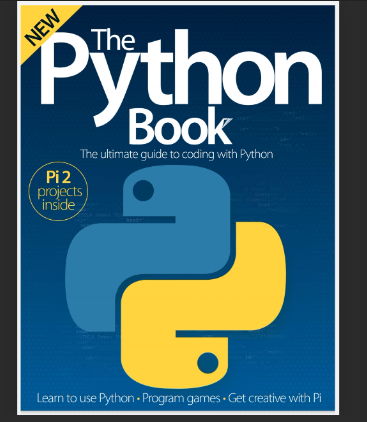 NEW
The
Python
Book
The ultimate guide to coding with Python
Pi 2
projects
inside
Learn to use Python • Program games • Get creative with Pi